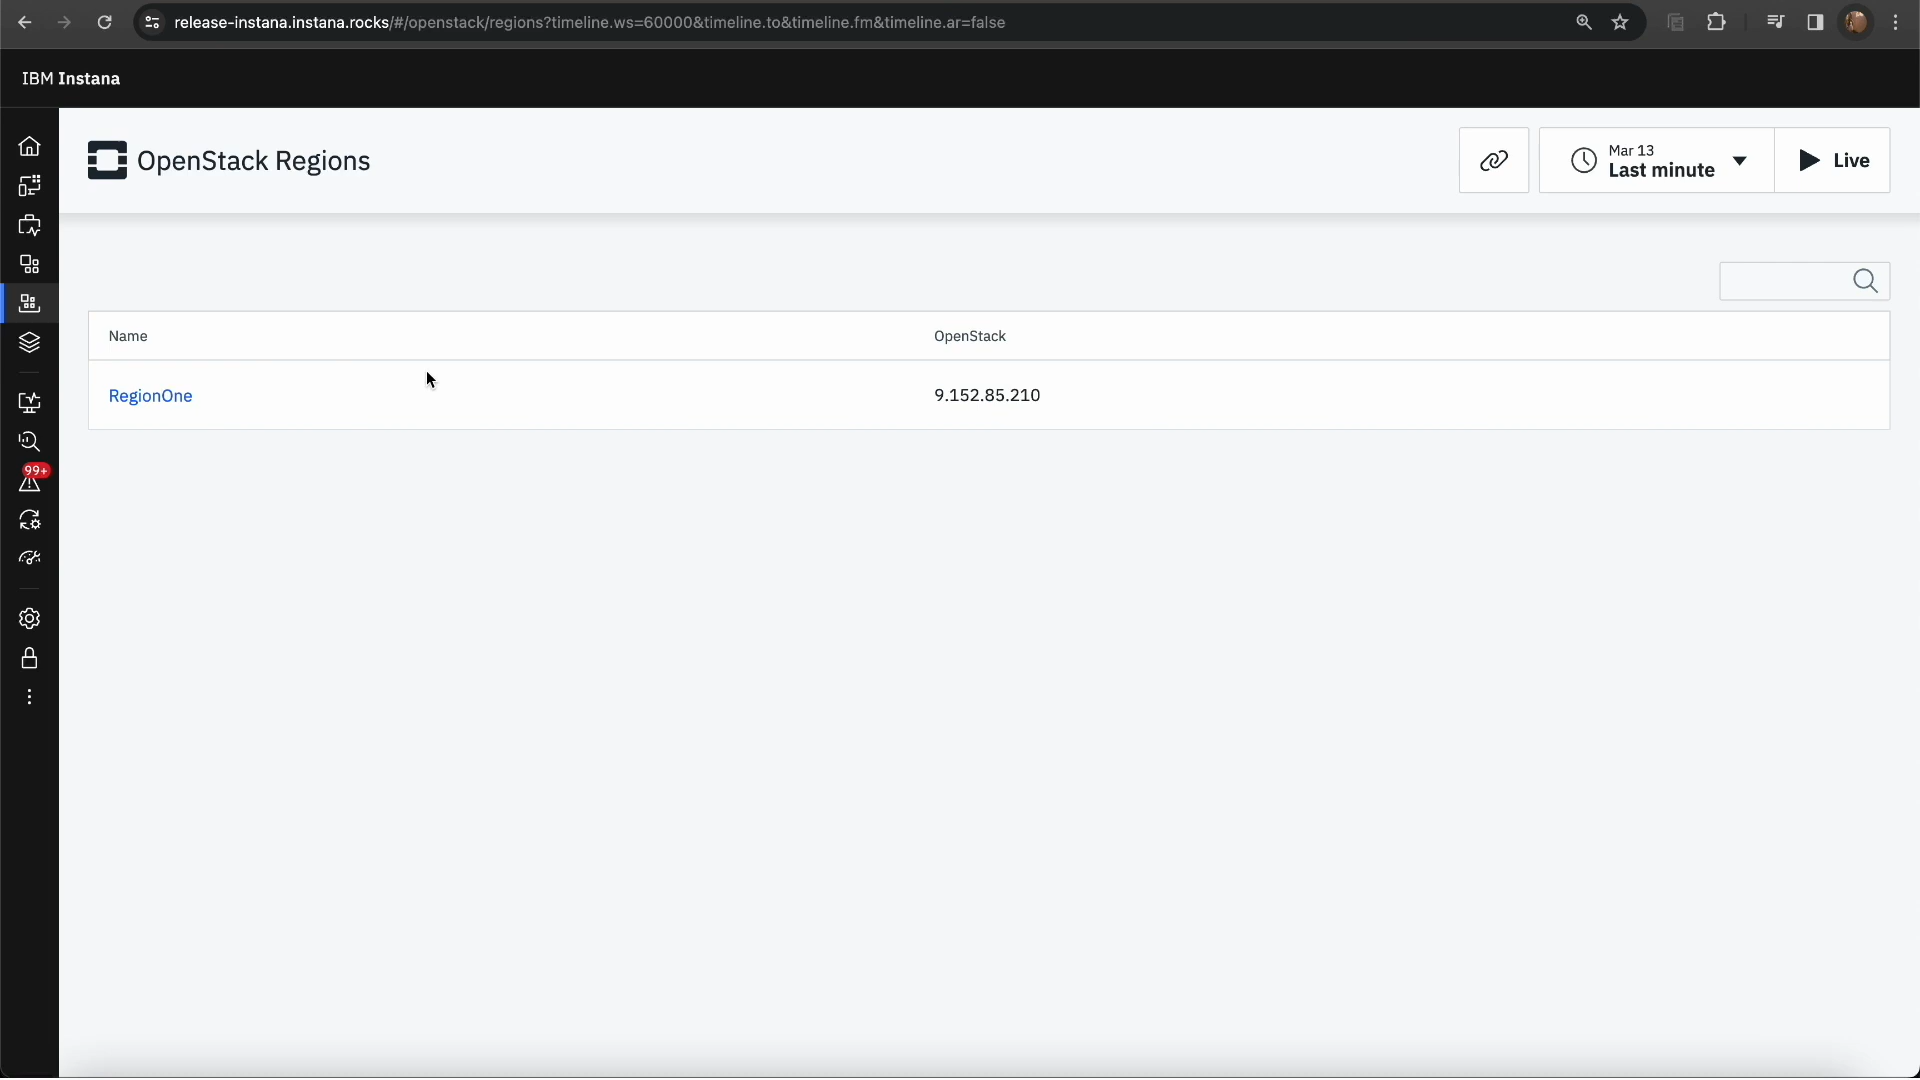 release-instana.instana.rocks/#/openstack/regions?timeline.ws=60000&timeline.to&timeline.fm&timeline.ar=false
IBM Instana
OpenStack Regions
Mar 13
Last minute
Live
Name OpenStack
RegionOne 9.152.85.210
99+